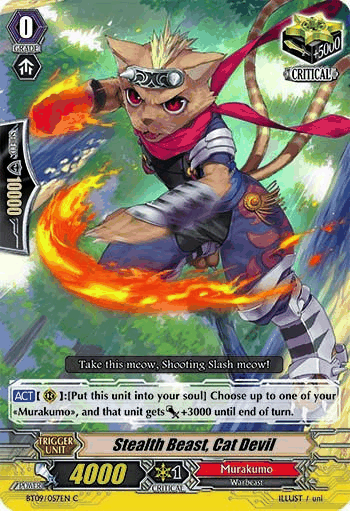 0
GRADE
+5000
CRITICAL
10000
Take this meow, Shooting Slash meow!
ACT【 】:[Put this unit into your soul] Choose up to one of your
«Murakumo», and that unit gets +3000 until end of turn.
TRIGGER
UNIT
Stealth Beast, Cat Devil
POWER
4000
1
CRITICAL
Murakumo
Warbeast
BT09/057EN C
ILLUST / uni